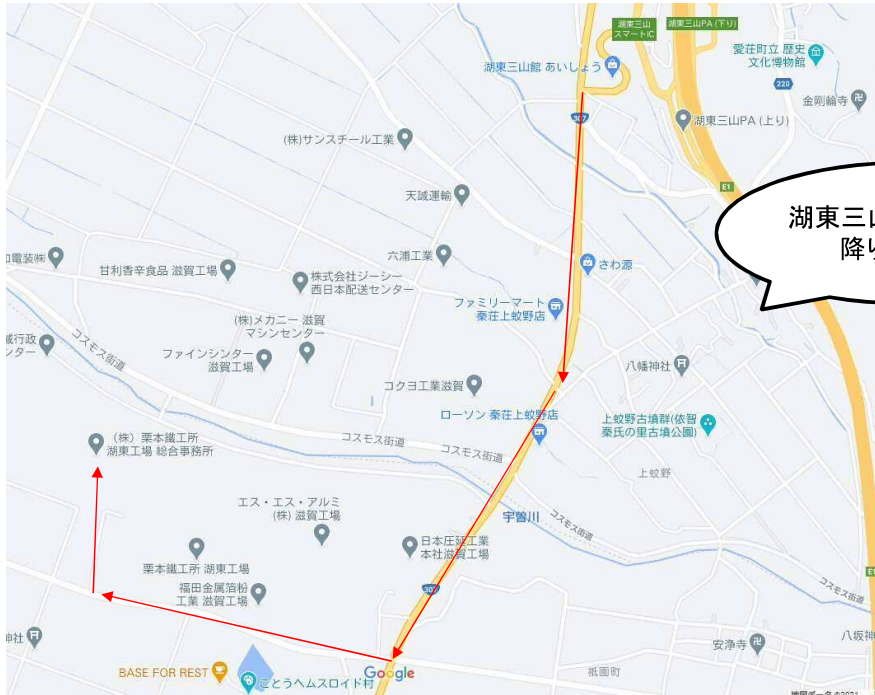 湖東三山
スマートIC
湖東三山PA (下り)
愛荘町立 歴史
文化博物館
湖東三山館 あいしょう
220
金剛輪寺
307
湖東三山PA (上り)
(株)サンスチール工業
E1
天誠運輸
湖東三山
降り
六浦工業
さわ源
甘利香辛食品 滋賀工場
株式会社ジーシー
西日本配送センター
ファミリーマート
秦荘上蚊野店
(株)メカニー 滋賀
マシンセンター
コスモス街道
ファインシンター
滋賀工場
八幡神社
コクヨ工業滋賀
ローソン 秦荘上蚊野店
上蚊野古墳群(依智
秦氏の里古墳公園)
(株) 栗本鐵工所
湖東工場 総合事務所
コスモス街道
コスモス街道
上蚊野
エス・エス・アルミ
(株) 滋賀工場
宇曽川
コスモス街道
日本圧延工業
本社滋賀工場
栗本鐵工所 湖東工場
福田金属箔粉
工業 滋賀工場
307
コスモス街道
E1
神社
安浄寺
八坂神
BASE FOR REST
Google
祇園町
ことうヘムスロイド村
地図データ ©2021